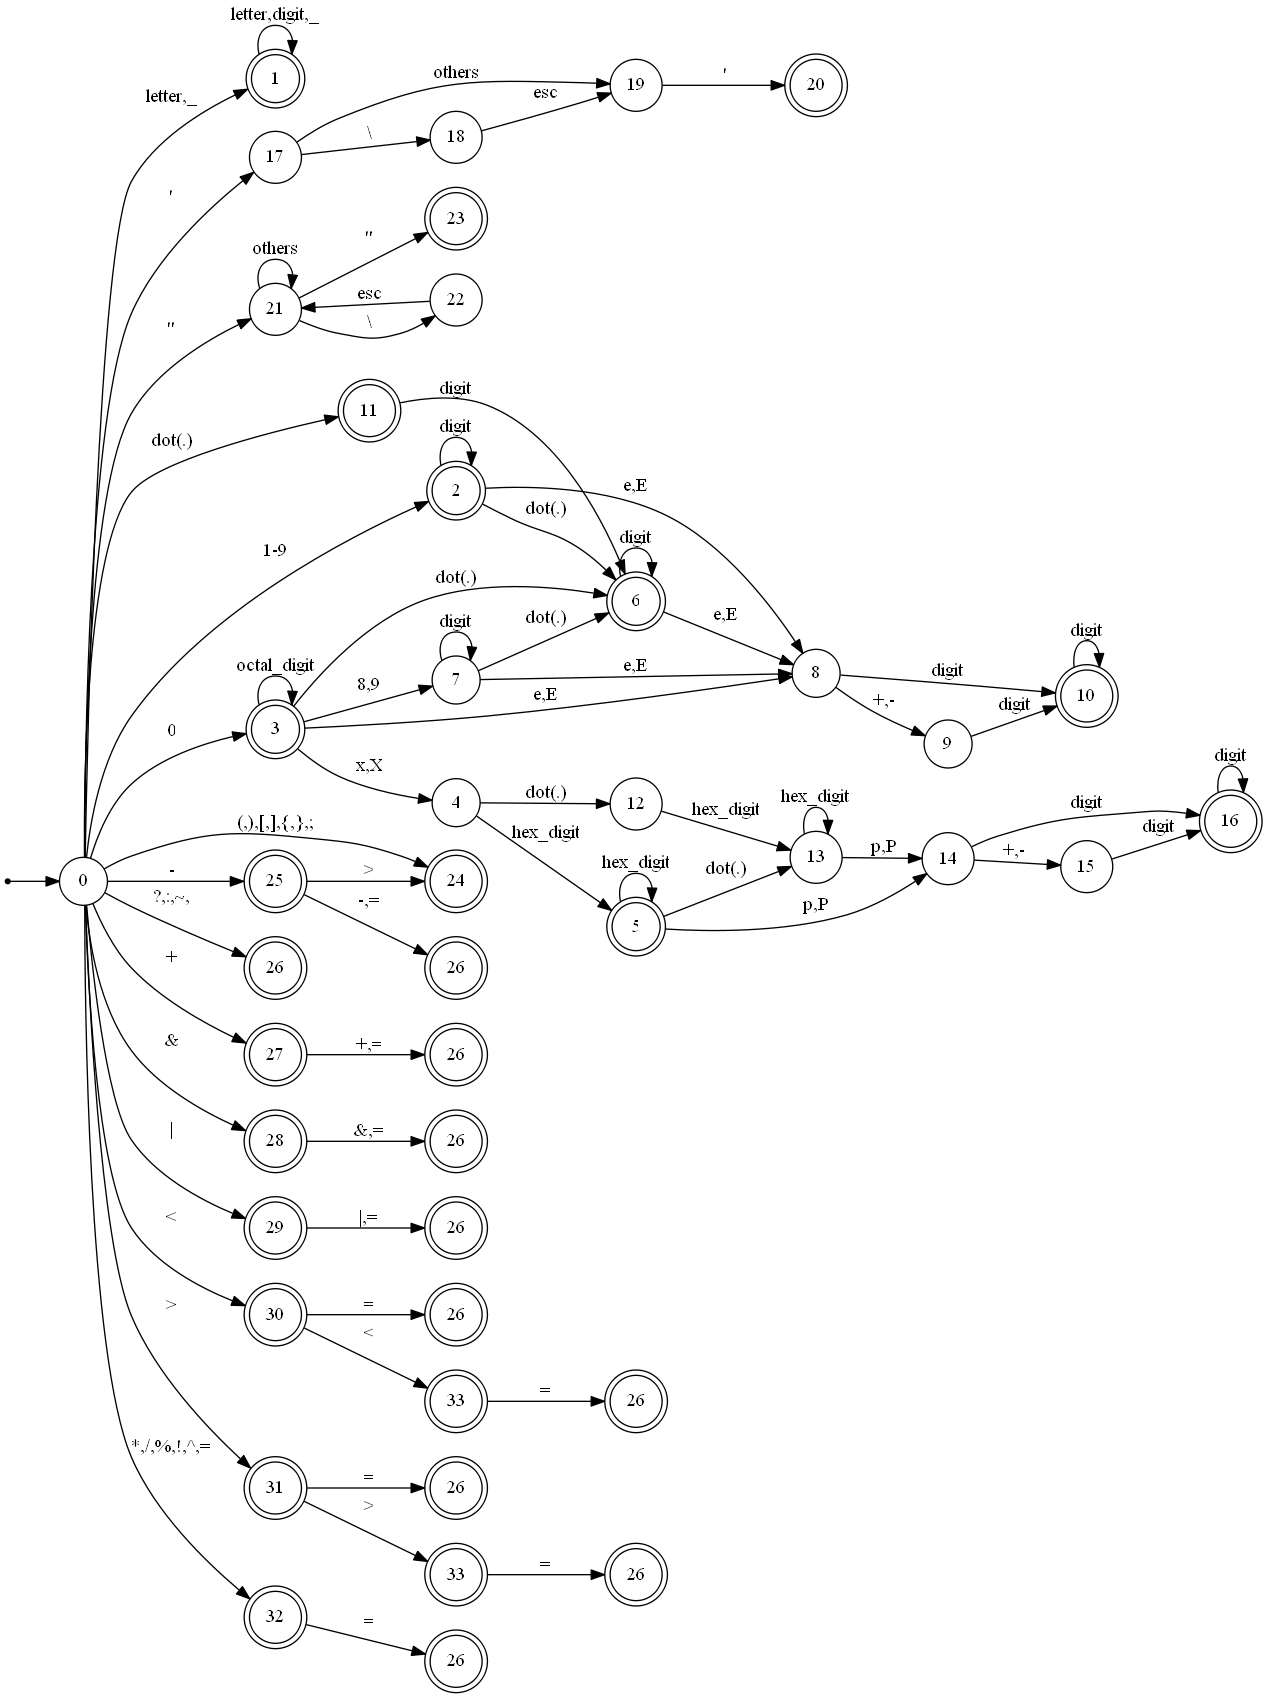 letter,digit,_
1
letter,_
others
19
'
20
esc
\
18
17
'
23
"
others
21
esc
22
\
"
11
digit
dot(.)
digit
2
e,E
dot(.)
1-9
digit
6
dot(.)
e,E
digit
dot(.)
7
e,E
8
digit
digit
10
8,9
octal_digit
3
e,E
+,-
9
digit
0
x,X
4
dot(.)
12
hex_digit
hex_digit
13
p,P
14
digit
digit
16
+,-
15
digit
hex_digit
hex_digit
5
dot(.)
p,P
(,),[,],{,},;
0
-
25
>
24
-,=
?,:,~,
26
26
+
27
+,=
26
&
28
&,=
26
|
29
|,=
26
<
30
=
26
<
33
=
26
>
31
=
26
>
33
=
26
*,/,%,!,^,=
32
=
26